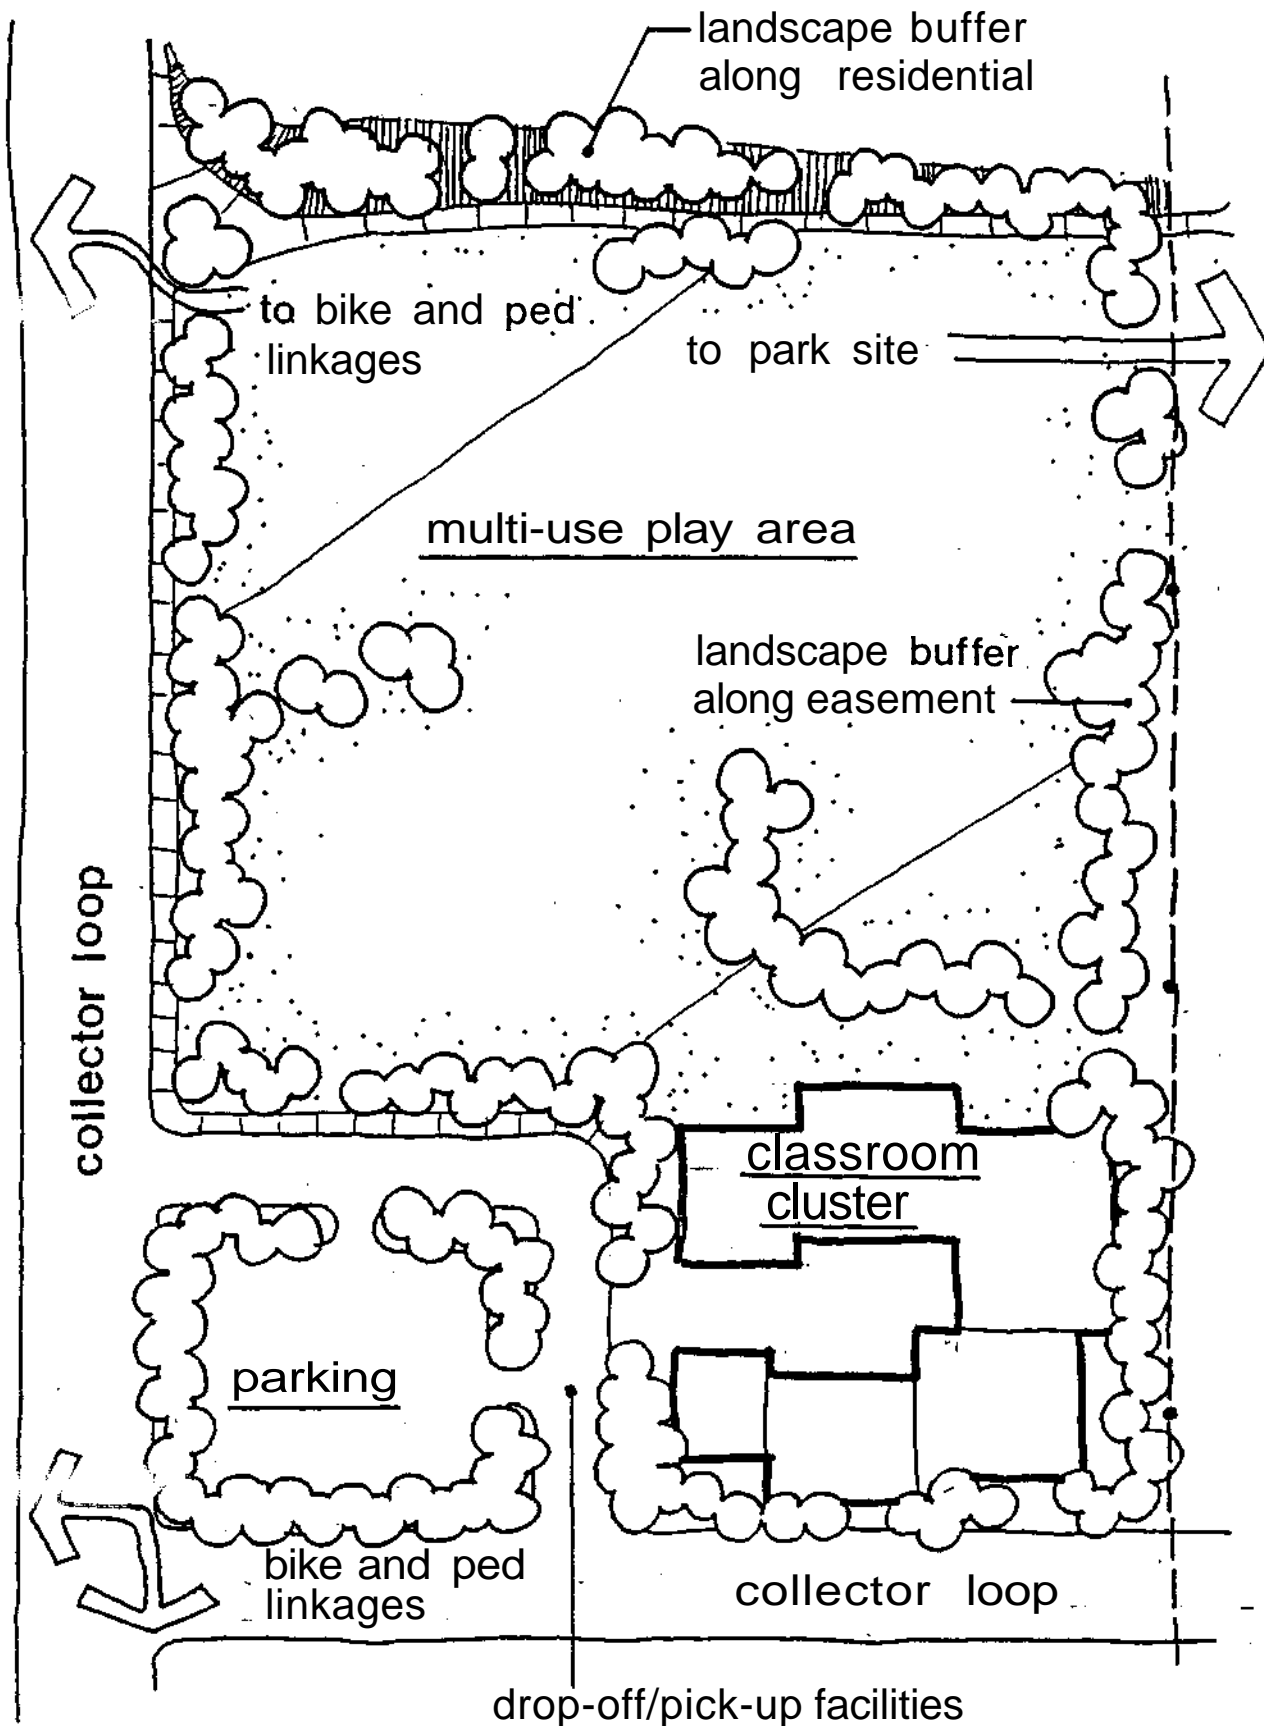 landscape buffer
along residential
to bike and ped
linkages
to park site
multi-use play area
landscape buffer
along easement
collector loop
classroom
cluster
parking
bike and ped
linkages
collector loop
drop-off/pick-up facilities